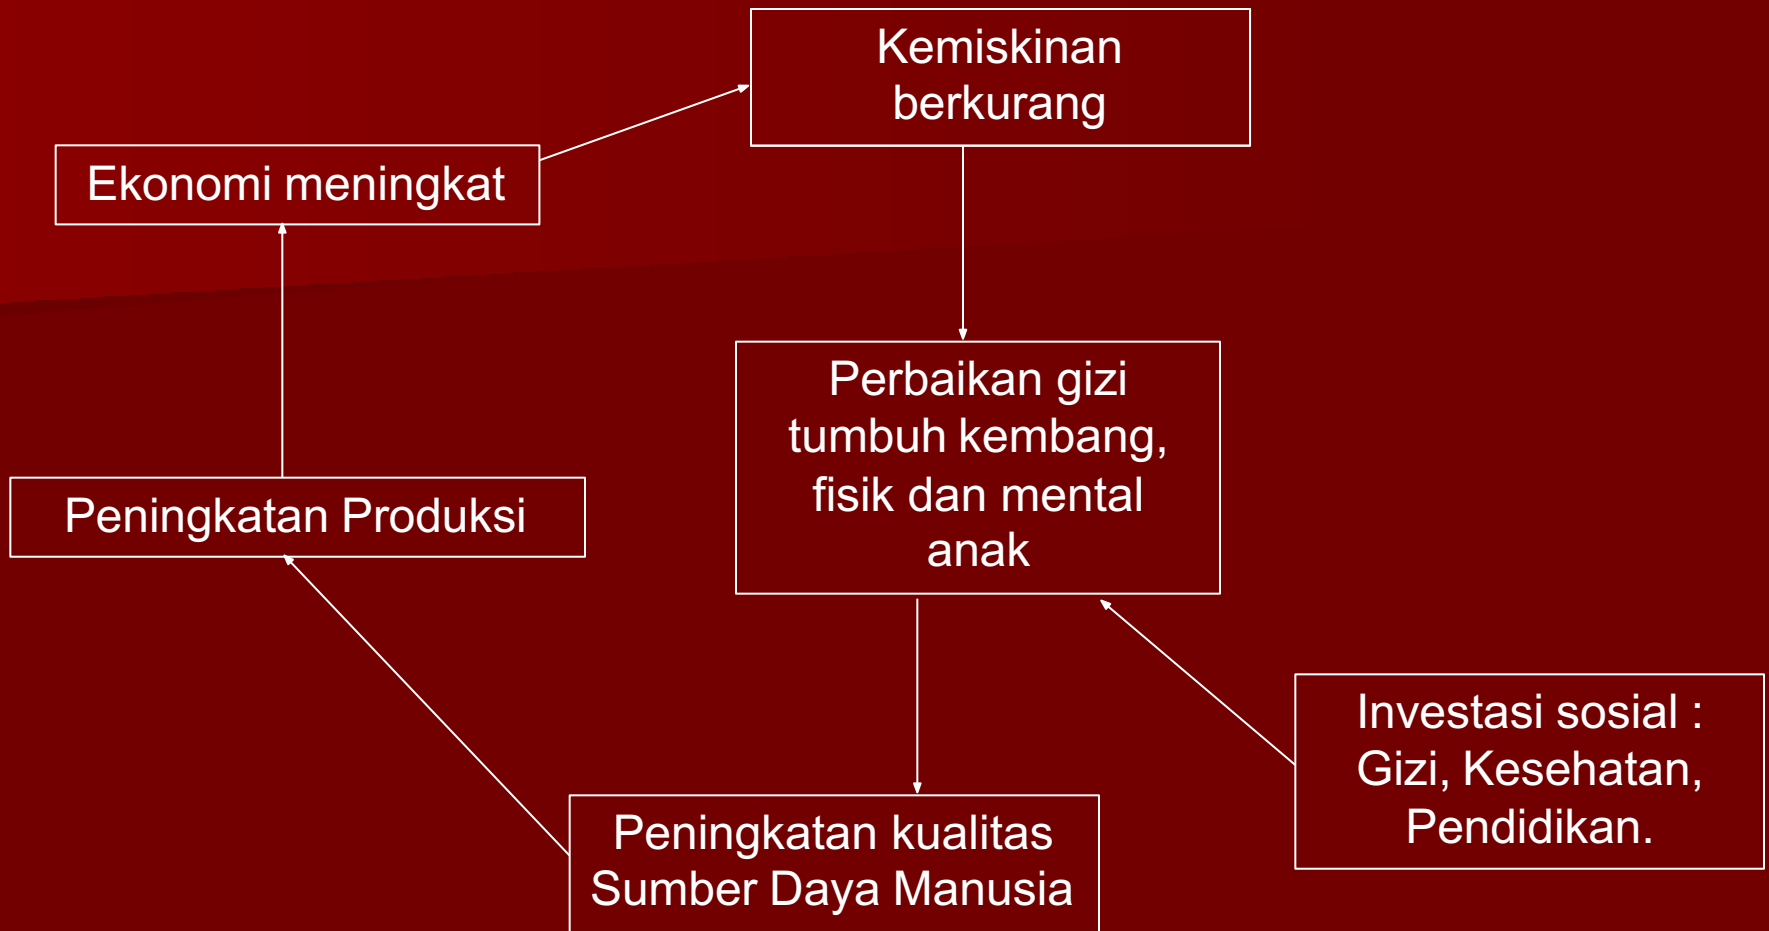 Kemiskinan
berkurang
Ekonomi meningkat
Perbaikan gizi
tumbuh kembang,
fisik dan mental
anak
Peningkatan Produksi
Investasi sosial :
Gizi, Kesehatan,
Pendidikan.
Peningkatan kualitas
Sumber Daya Manusia